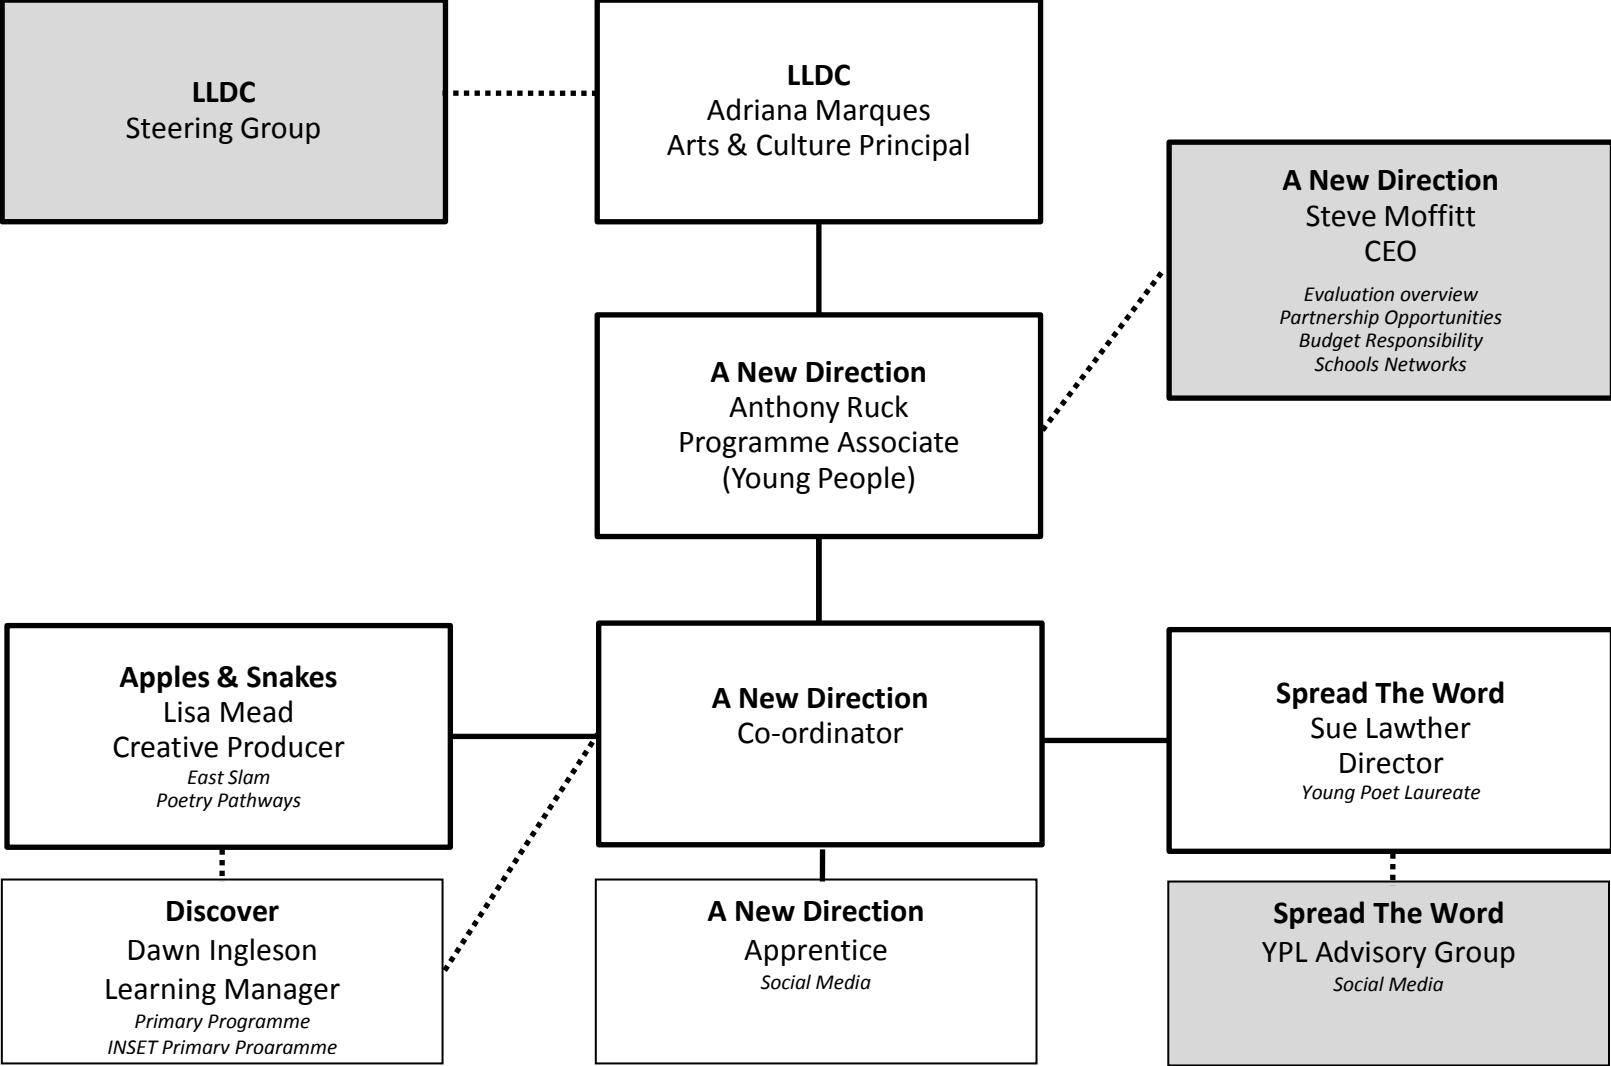 LLDC
Steering Group
LLDC
Adriana Marques
Arts & Culture Principal
A New Direction
Steve Moffitt
CEO
Evaluation overview
Partnership Opportunities
Budget Responsibility
Schools Networks
A New Direction
Anthony Ruck
Programme Associate
(Young People)
Apples & Snakes
Lisa Mead
Creative Producer
East Slam
Poetry Pathways
A New Direction
Co-ordinator
Spread The Word
Sue Lawther
Director
Young Poet Laureate
Discover
Dawn Ingleson
Learning Manager
Primary Programme
INSET Primary Programme
A New Direction
Apprentice
Social Media
Spread The Word
YPL Advisory Group
Social Media